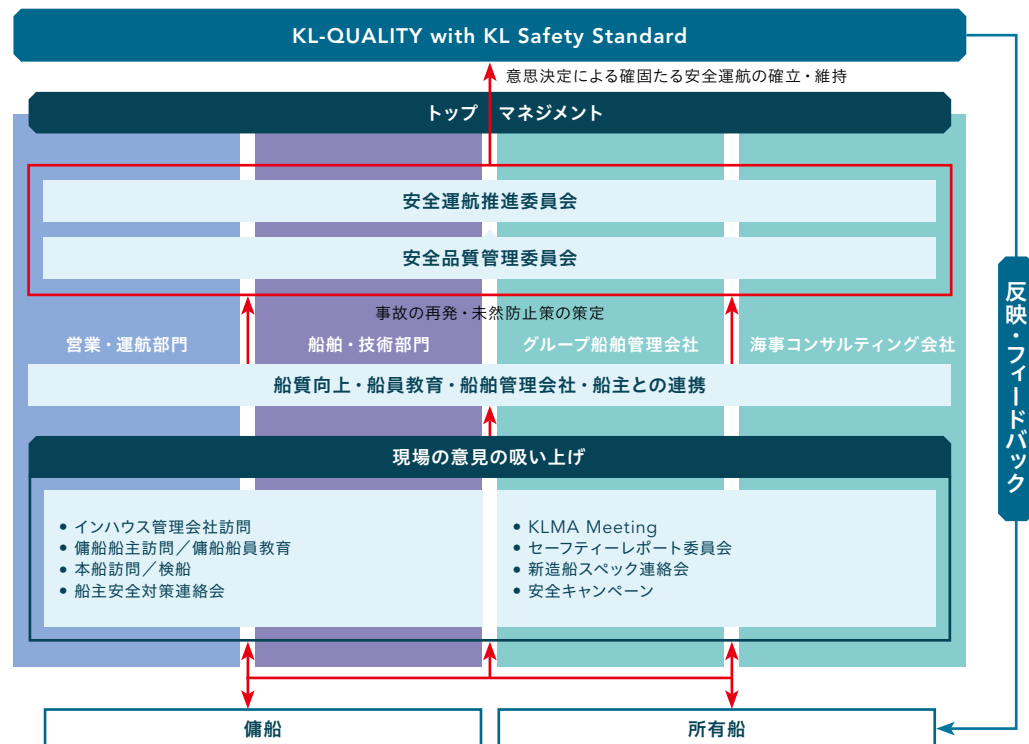 KL-QUALITY with KL Safety Standard
意思決定による確固たる安全運航の確立・維持
トップ マネジメント
安全運航推進委員会
安全品質管理委員会
事故の再発・未然防止策の策定
営業・運航部門
船舶・技術部門
グループ船舶管理会社
海事コンサルティング会社
船質向上・船員教育・船舶管理会社・船主との連携
現場の意見の吸い上げ
• インハウス管理会社訪問
• 傭船船主訪問／傭船船員教育
• 本船訪問／検船
• 船主安全対策連絡会
• KLMA Meeting
• セーフティーレポート委員会
• 新造船スペック連絡会
• 安全キャンペーン
傭船
所有船
反映・フィードバック